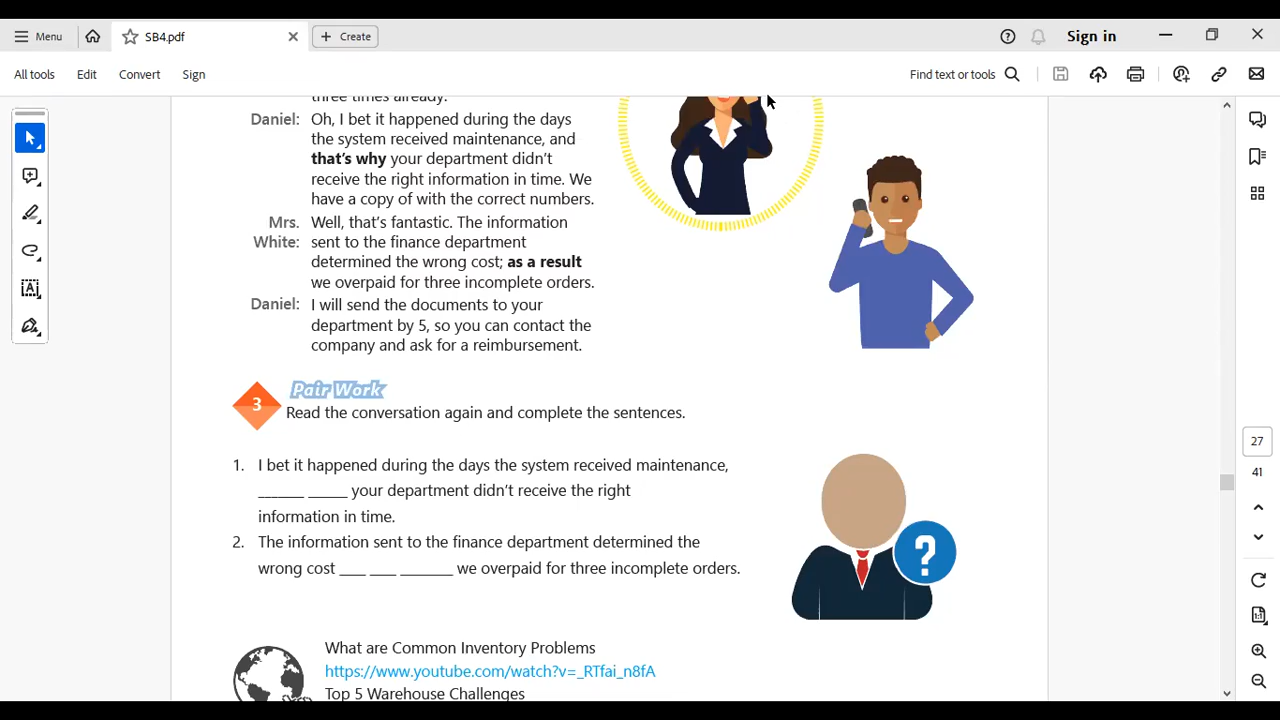 Menu
SB4.pdf
Create
Sign in
All tools
Edit
Convert
Sign
Find text or tools
three times already.
Daniel: Oh, I bet it happened during the days
the system received maintenance, and
that's why your department didn't
receive the right information in time. We
have a copy of with the correct numbers.
Mrs. Well, that's fantastic. The information
White: sent to the finance department
determined the wrong cost; as a result
we overpaid for three incomplete orders.
Daniel: I will send the documents to your
department by 5, so you can contact the
company and ask for a reimbursement.
3
Pair Work
Read the conversation again and complete the sentences.
1. I bet it happened during the days the system received maintenance,
______ _____ your department didn't receive the right
information in time.
2. The information sent to the finance department determined the
wrong cost ___ ___ ______ we overpaid for three incomplete orders.
?
What are Common Inventory Problems
https://www.youtube.com/watch?v=_RTfai_n8fA
Top 5 Warehouse Challenges
27
41
1:1